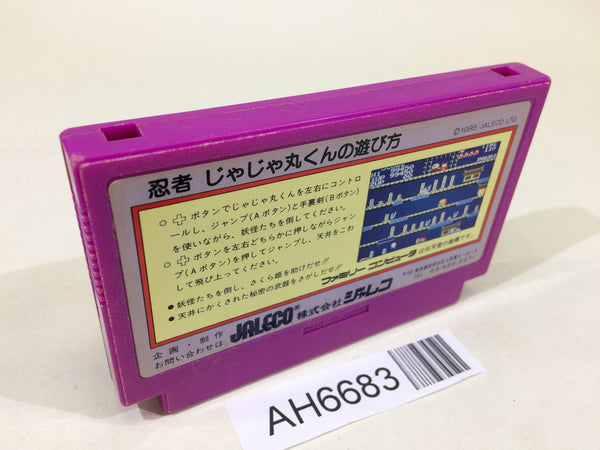 ©1985 JALECO LTD.
忍者 じゃじゃ丸くんの遊び方
○ ボタンでじゃじゃ丸くんを左右にコントロ
ールし、ジャンプ(Aボタン)と手裏剣(Bボタン)
を使いながら、妖怪たちを倒してください。
○ ボタンを左右どちらかに押しながらジャン
プ(Aボタン)を押してジャンプし、天井をこわ
して飛び上ってください。
●妖怪たちを倒し、さくら姫を助けだせ!!
●天井にかくされた秘密の武器をさがしだせ!!
ファミリーコンピュータ は任天堂の商標です。
企画・制作
お問い合わせは JALECO® 株式会社 ジャレコ
AH6683